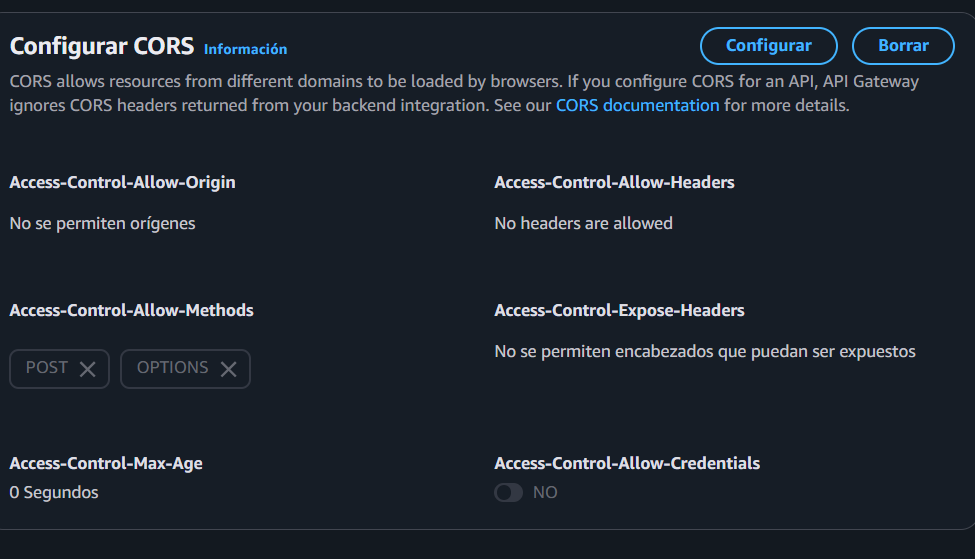 Configurar CORS Información
Configurar
Borrar
CORS allows resources from different domains to be loaded by browsers. If you configure CORS for an API, API Gateway
ignores CORS headers returned from your backend integration. See our CORS documentation for more details.
Access-Control-Allow-Origin
No se permiten orígenes
Access-Control-Allow-Headers
No headers are allowed
Access-Control-Allow-Methods
POST
OPTIONS
Access-Control-Expose-Headers
No se permiten encabezados que puedan ser expuestos
Access-Control-Max-Age
0 Segundos
Access-Control-Allow-Credentials
NO